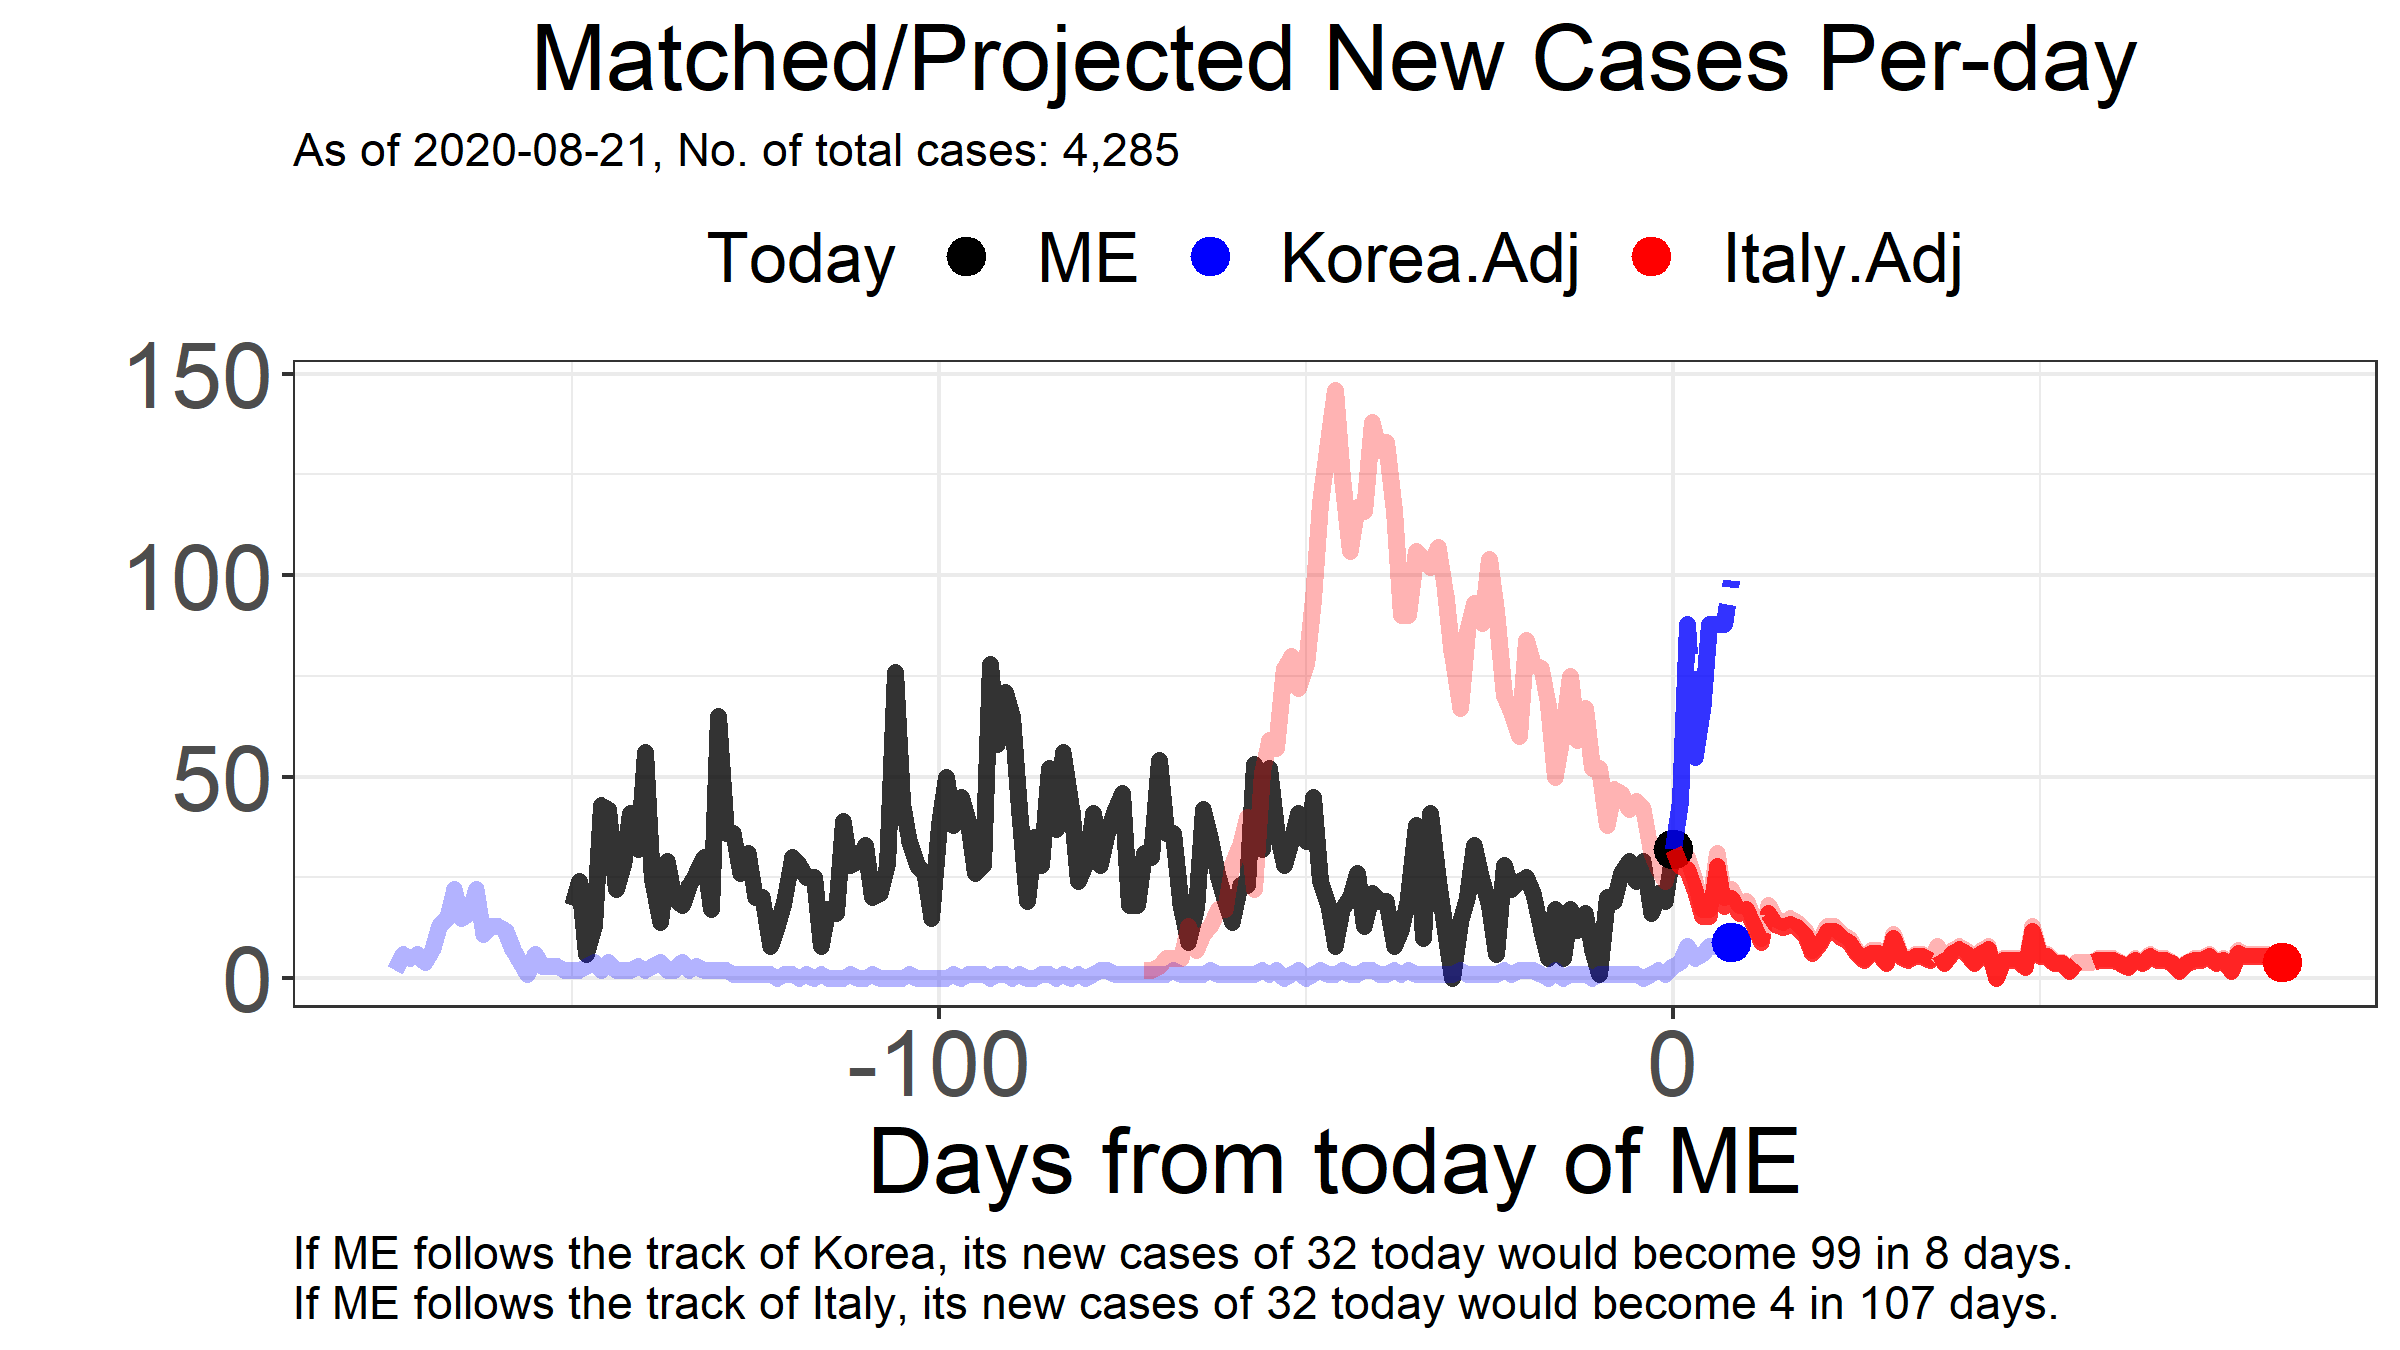 Matched/Projected New Cases Per-day
As of 2020-08-21, No. of total cases: 4,285
Today ME Korea.Adj Italy.Adj
150
100
50
0
-100 0
Days from today of ME
If ME follows the track of Korea, its new cases of 32 today would become 99 in 8 days.
If ME follows the track of Italy, its new cases of 32 today would become 4 in 107 days.